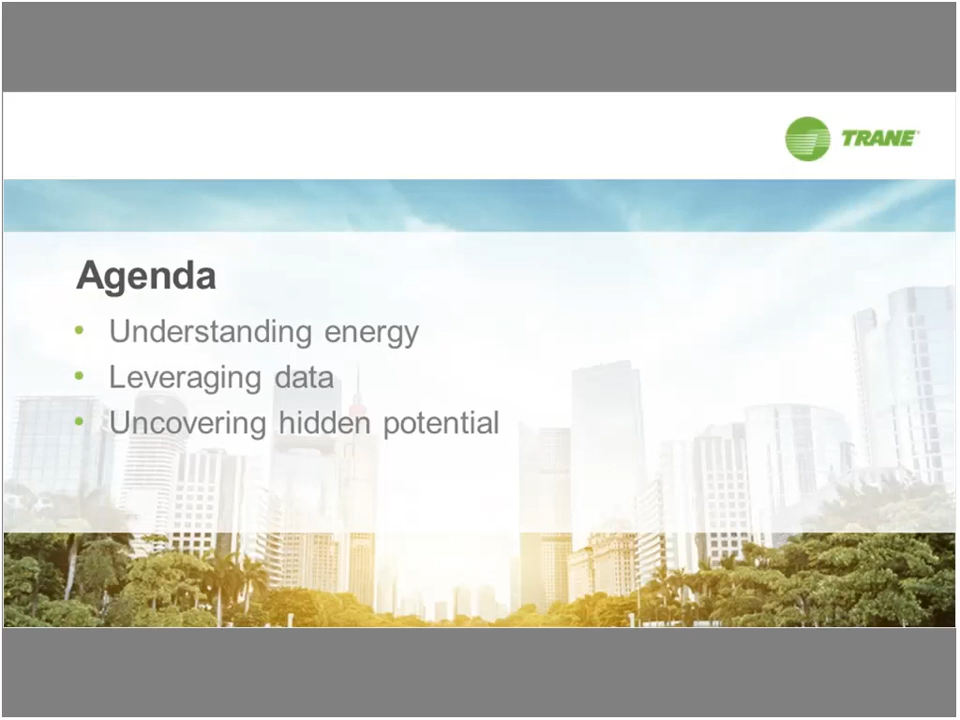 TRANE
Agenda
• Understanding energy
• Leveraging data
• Uncovering hidden potential